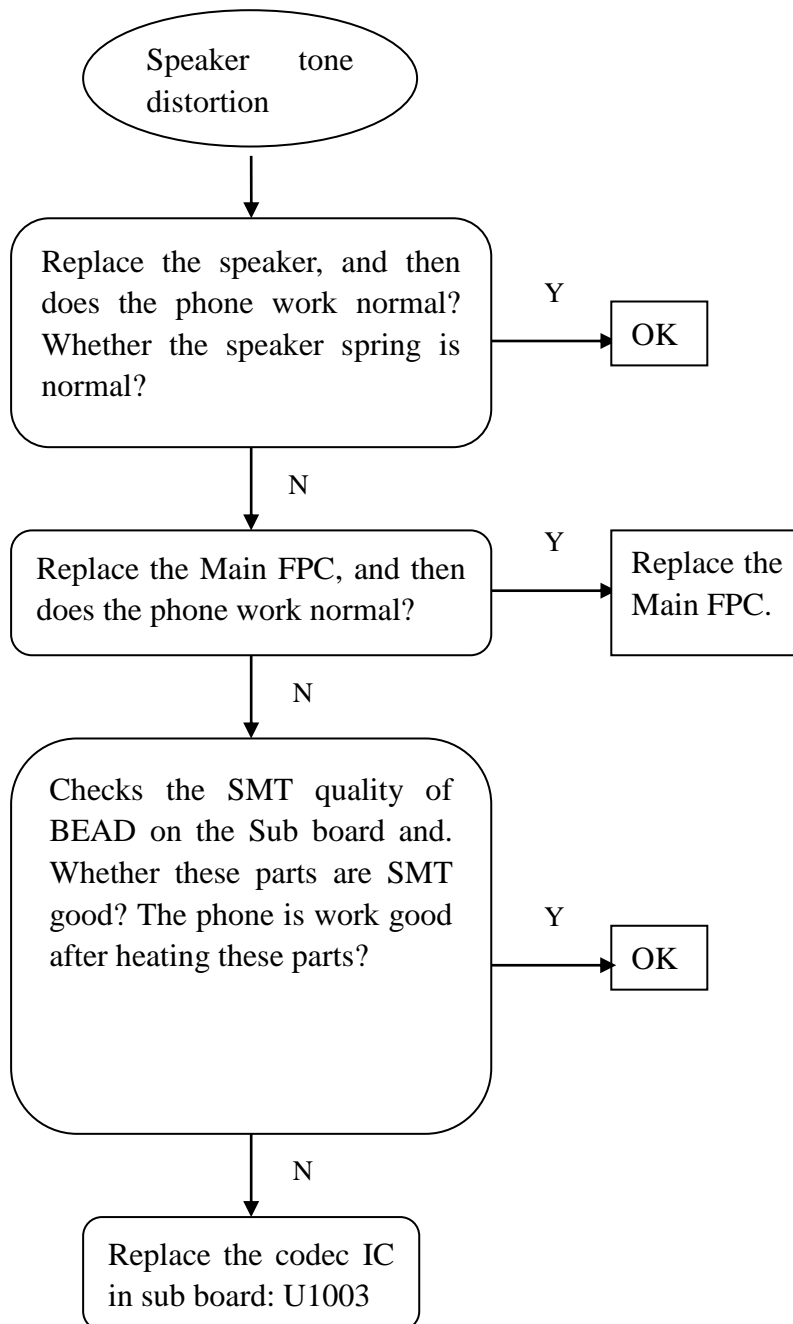 Speaker tone
distortion
Replace the speaker, and then
does the phone work normal?
Whether the speaker spring is
normal?
Y
OK
N
Replace the Main FPC, and then
does the phone work normal?
Y
Replace the
Main FPC.
N
Checks the SMT quality of
BEAD on the Sub board and.
Whether these parts are SMT
good? The phone is work good
after heating these parts?
Y
OK
N
Replace the codec IC
in sub board: U1003